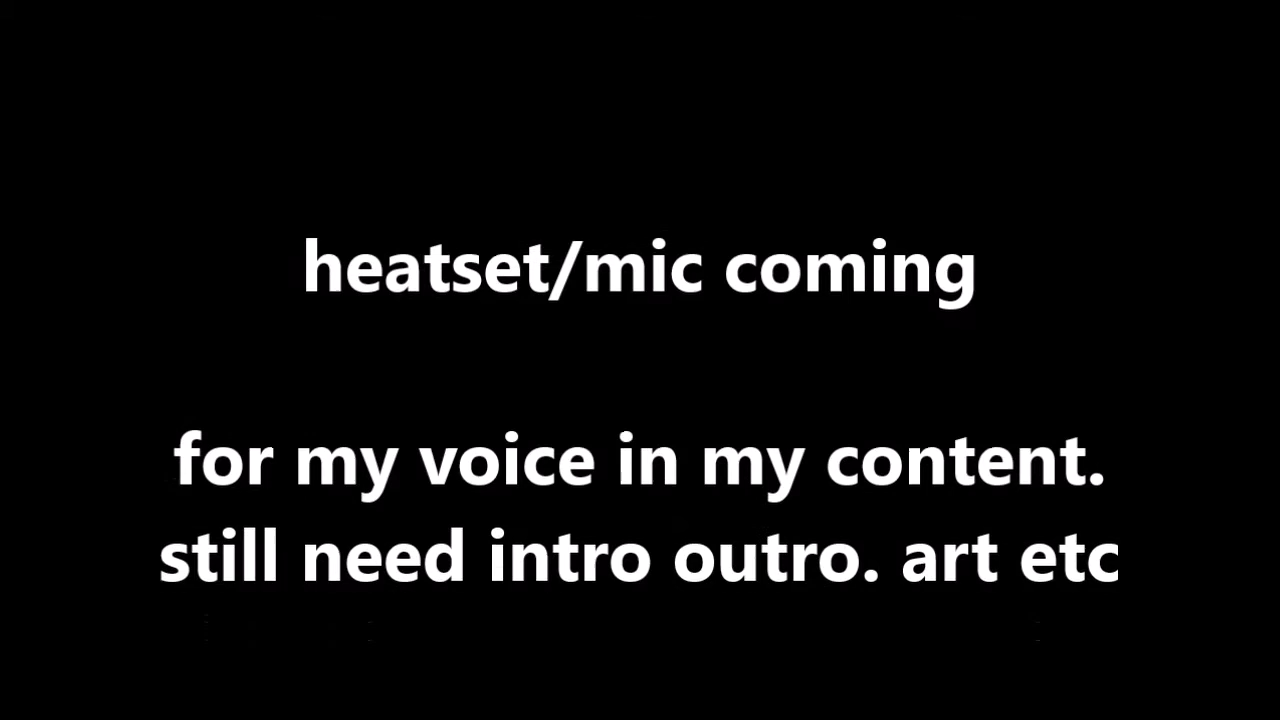 heatset/mic coming
for my voice in my content.
still need intro outro. art etc